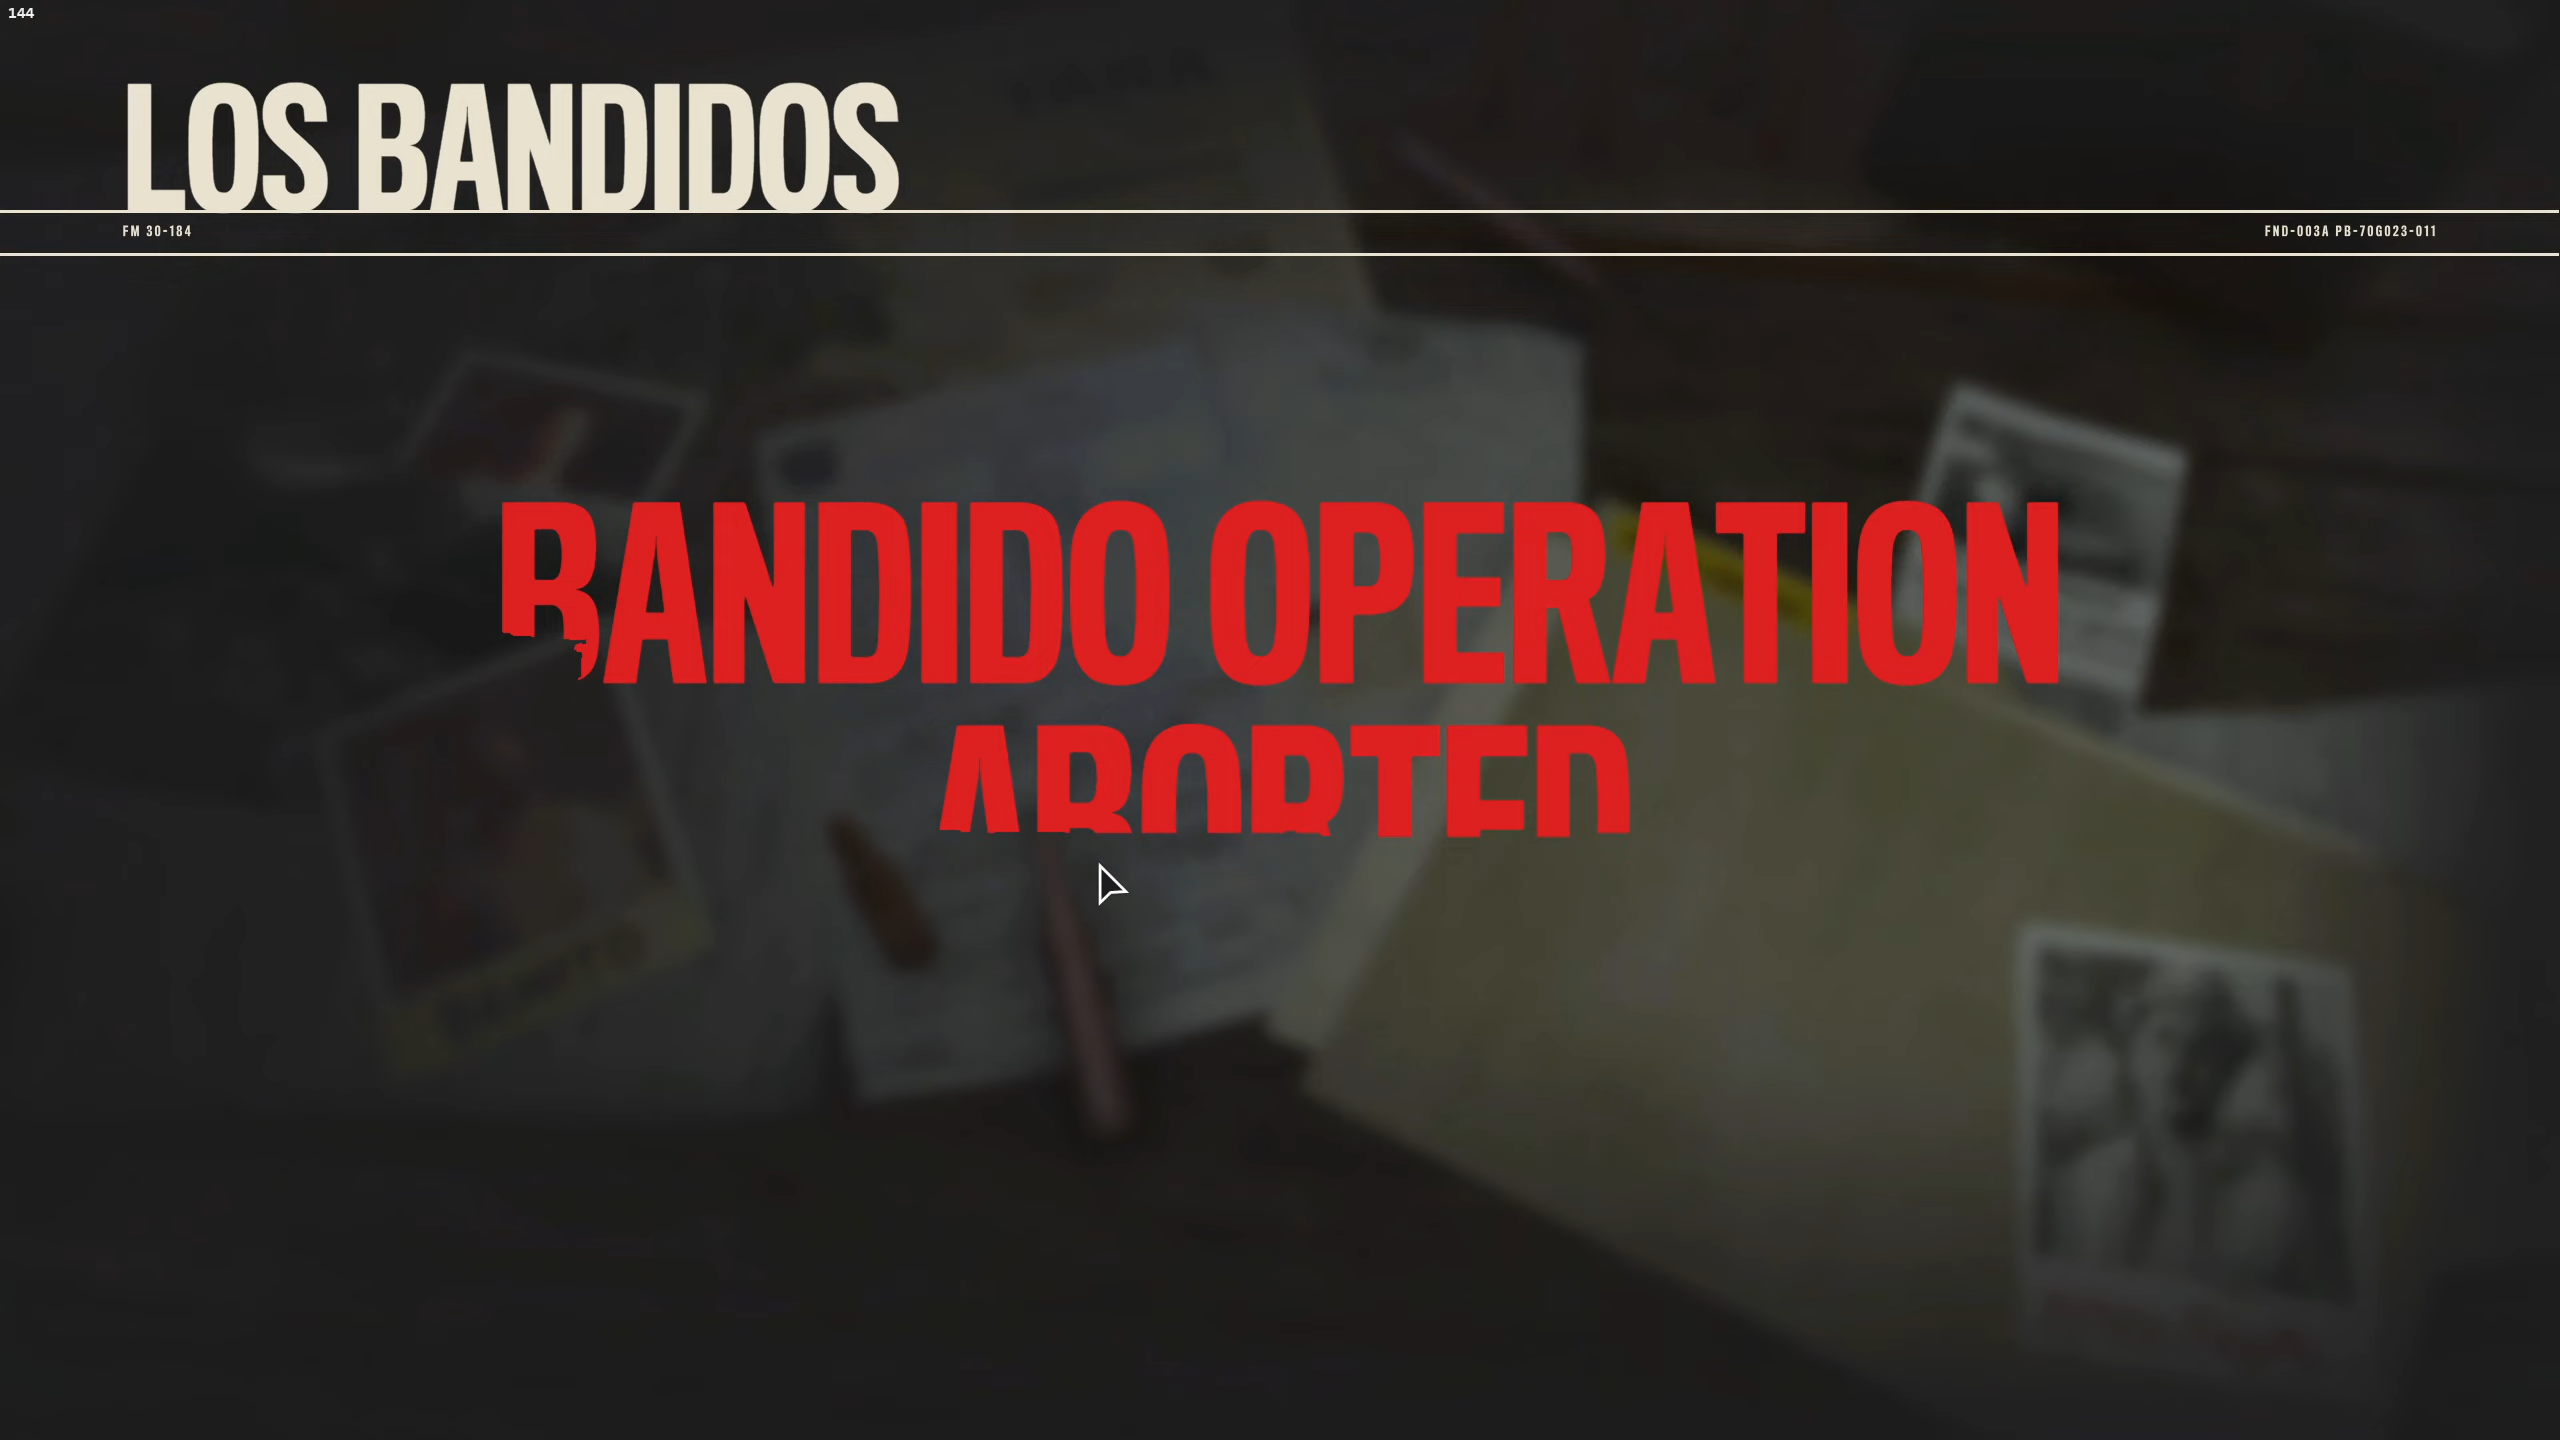 144
LOS BANDIDOS
FM 30-184
FND-003A PB-70G023-011
BANDIDO OPERATION
ABORTED